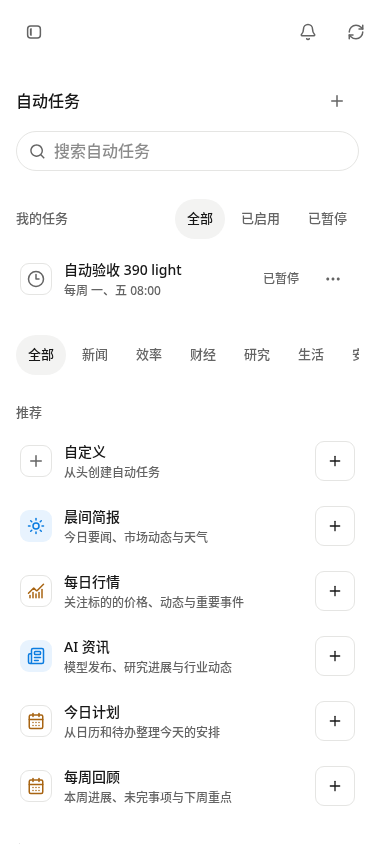 自动任务
搜索自动任务
我的任务
全部
已启用
已暂停
自动验收 390 light
每周 一、五 08:00
已暂停
全部
新闻
效率
财经
研究
生活
推荐
自定义
从头创建自动任务
晨间简报
今日要闻、市场动态与天气
每日行情
关注标的的价格、动态与重要事件
AI 资讯
模型发布、研究进展与行业动态
今日计划
从日历和待办整理今天的安排
每周回顾
本周进展、未完事项与下周重点